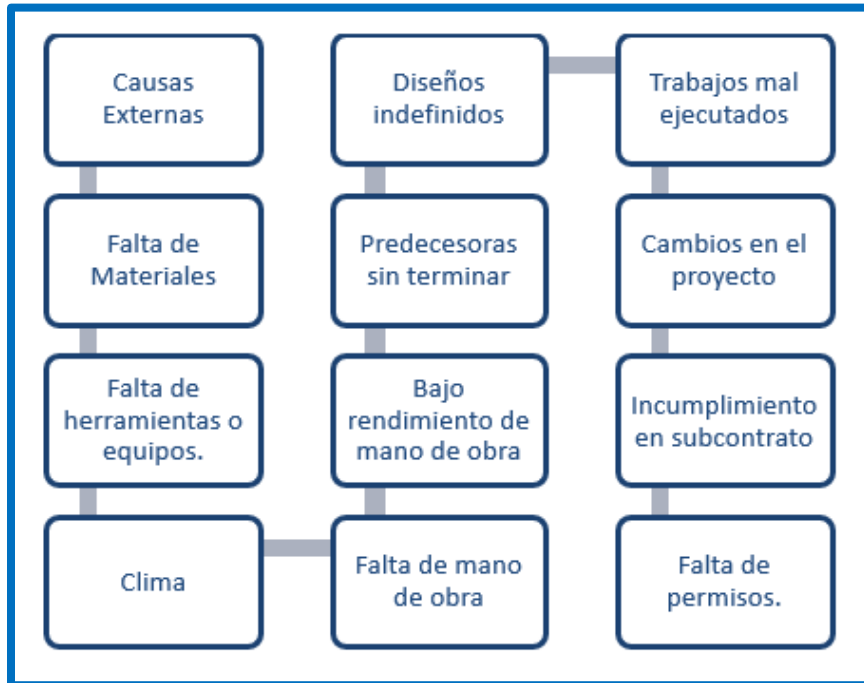 Causas
Externas
Falta de
Materiales
Falta de
herramientas o
equipos.
Clima
Falta de mano
de obra
Bajo
rendimiento de
mano de obra
Predecesoras
sin terminar
Diseños
indefinidos
Trabajos mal
ejecutados
Cambios en el
proyecto
Incumplimiento
en subcontrato
Falta de
permisos.